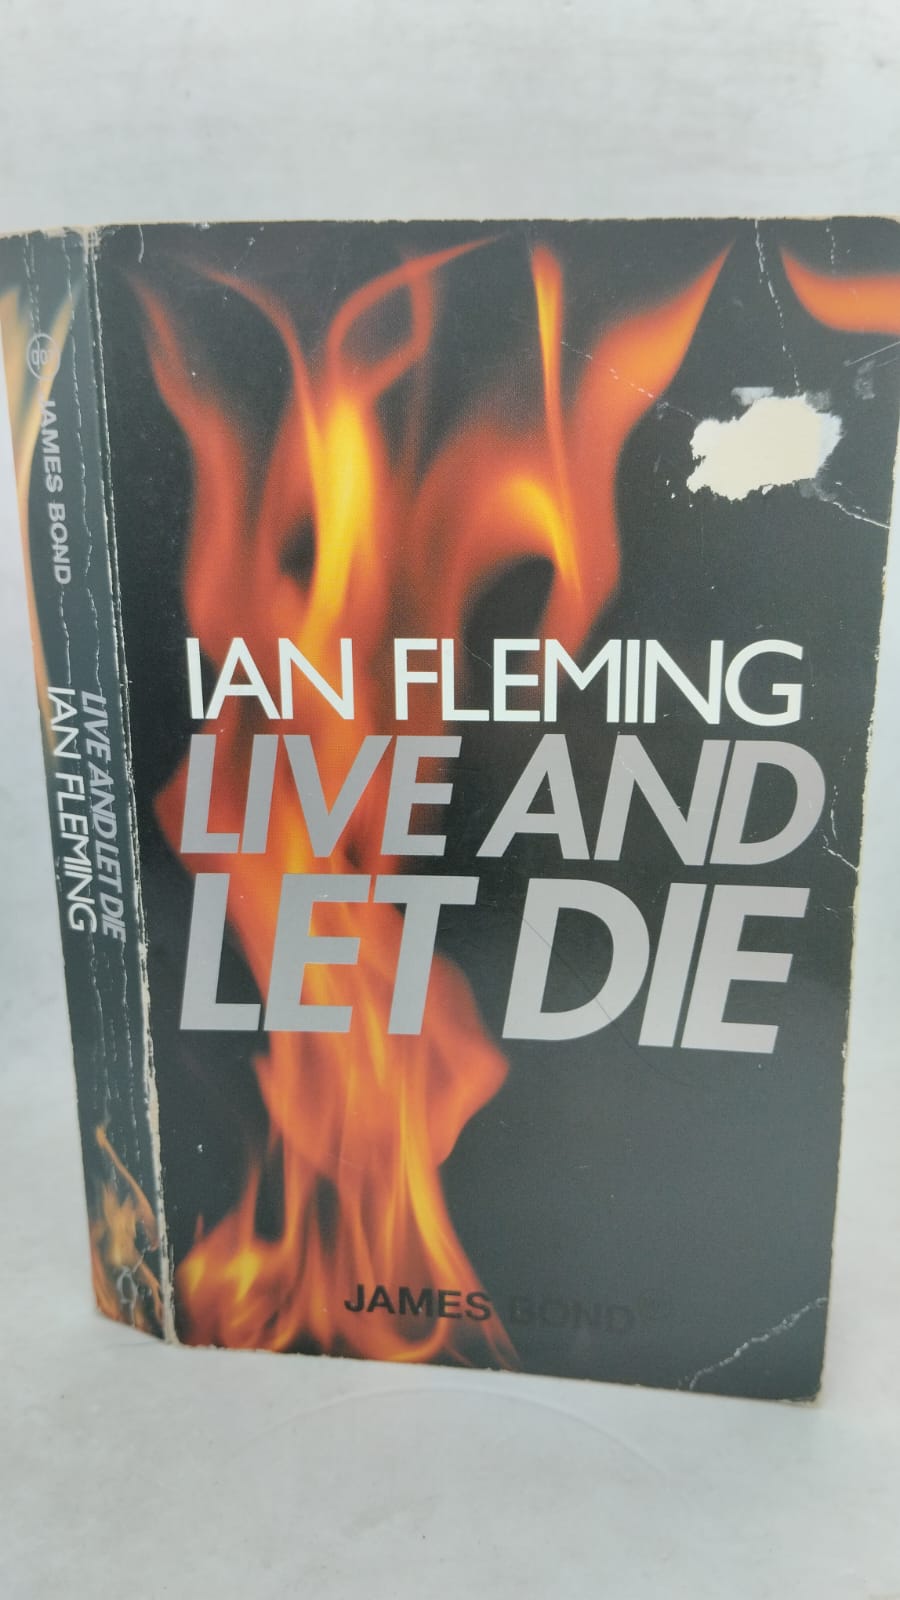 IAN FLEMING
LIVE AND
LET DIE
JAMES BOND
JAMES BOND
LIVE AND LET DIE
IAN FLEMING